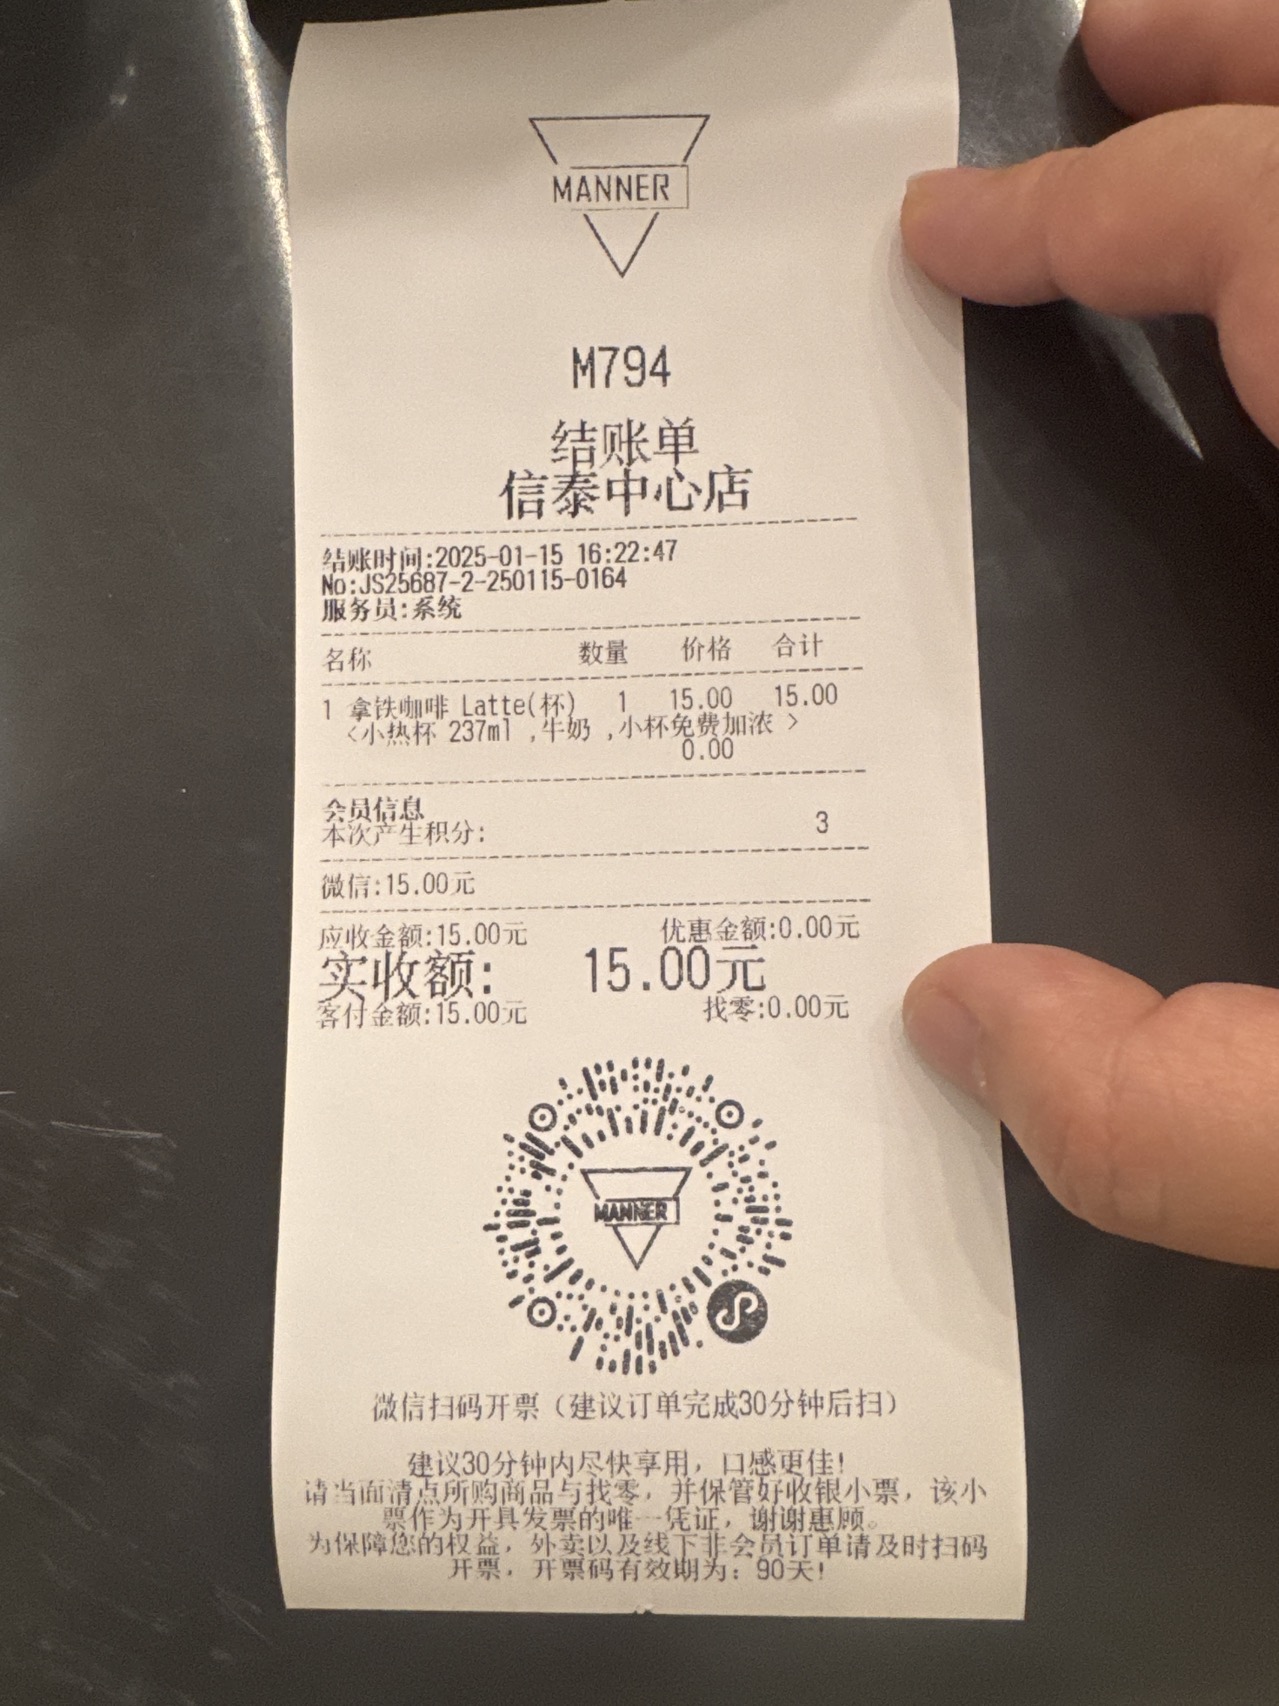 MANNER
M794
结账单
信泰中心店
结账时间:2025-01-15 16:22:47
No:JS25687-2-250115-0164
服务员:系统
名称 数量 价格 合计
1 拿铁咖啡 Latte(杯) 1 15.00 15.00
<小热杯 237ml ,牛奶 ,小杯免费加浓 >
0.00
会员信息
本次产生积分: 3
微信:15.00元
应收金额:15.00元 优惠金额:0.00元
实收额: 15.00元
客付金额:15.00元 找零:0.00元
MANNER
微信扫码开票（建议订单完成30分钟后扫）
建议30分钟内尽快享用，口感更佳!
请当面清点所购商品与找零，并保管好收银小票，该小
票作为开具发票的唯一凭证，谢谢惠顾。
为保障您的权益，外卖以及线下非会员订单请及时扫码
开票，开票码有效期为：90天!